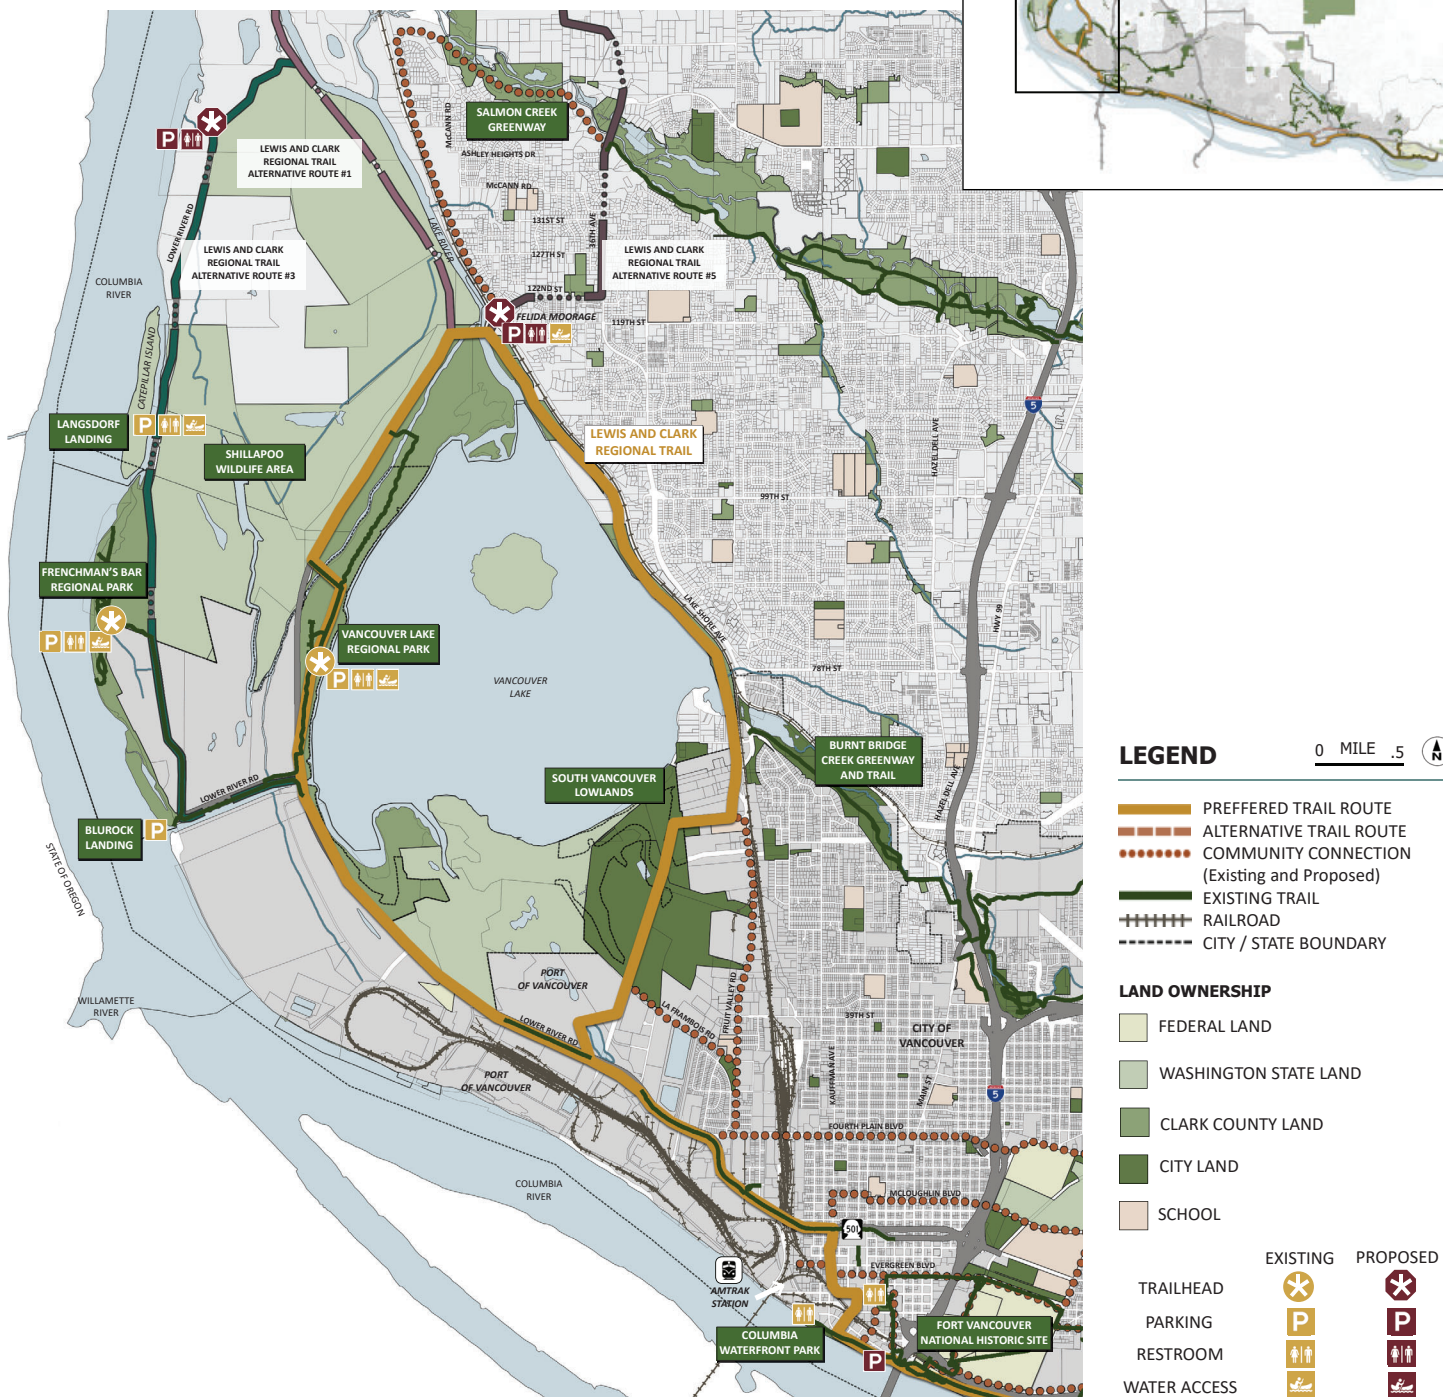 SALMON CREEK
GREENWAY
McCANN RD
ASHLEY HEIGHTS DR
McCANN RD
LEWIS AND CLARK
REGIONAL TRAIL
ALTERNATIVE ROUTE #1
P
LOWER RIVER RD
LAKE RIVER
131ST ST
36TH AVE
127TH ST
LEWIS AND CLARK
REGIONAL TRAIL
ALTERNATIVE ROUTE #3
LEWIS AND CLARK
REGIONAL TRAIL
ALTERNATIVE ROUTE #5
COLUMBIA
RIVER
122ND ST
FELIDA MOORAGE
P
119TH ST
CATEPILLAR ISLAND
5
LANGSDORF
LANDING
P
SHILLAPOO
WILDLIFE AREA
LEWIS AND CLARK
REGIONAL TRAIL
HAZEL DELL AVE
99TH ST
FRENCHMAN'S BAR
REGIONAL PARK
P
LAKE SHORE AVE
HWY 99
VANCOUVER LAKE
REGIONAL PARK
P
78TH ST
VANCOUVER
LAKE
BURNT BRIDGE
CREEK GREENWAY
AND TRAIL
SOUTH VANCOUVER
LOWLANDS
HAZEL DELL AVE
LOWER RIVER RD
BLUROCK
LANDING
P
STATE OF OREGON
PORT
OF VANCOUVER
WILLAMETTE
RIVER
LOWER RIVER RD
LA FRAMBOIS RD
FRUIT VALLEY RD
39TH ST
CITY OF
VANCOUVER
KAUFFMAN AVE
MAIN ST
5
PORT
OF VANCOUVER
FOURTH PLAIN BLVD
COLUMBIA
RIVER
MCLOUGHLIN BLVD
501
EVERGREEN BLVD
AMTRAK
STATION
COLUMBIA
WATERFRONT PARK
FORT VANCOUVER
NATIONAL HISTORIC SITE
P
LEGEND
0 MILE .5
N
PREFFERED TRAIL ROUTE
ALTERNATIVE TRAIL ROUTE
COMMUNITY CONNECTION
(Existing and Proposed)
EXISTING TRAIL
RAILROAD
CITY / STATE BOUNDARY
LAND OWNERSHIP
FEDERAL LAND
WASHINGTON STATE LAND
CLARK COUNTY LAND
CITY LAND
SCHOOL
EXISTING PROPOSED
TRAILHEAD
PARKING P P
RESTROOM
WATER ACCESS